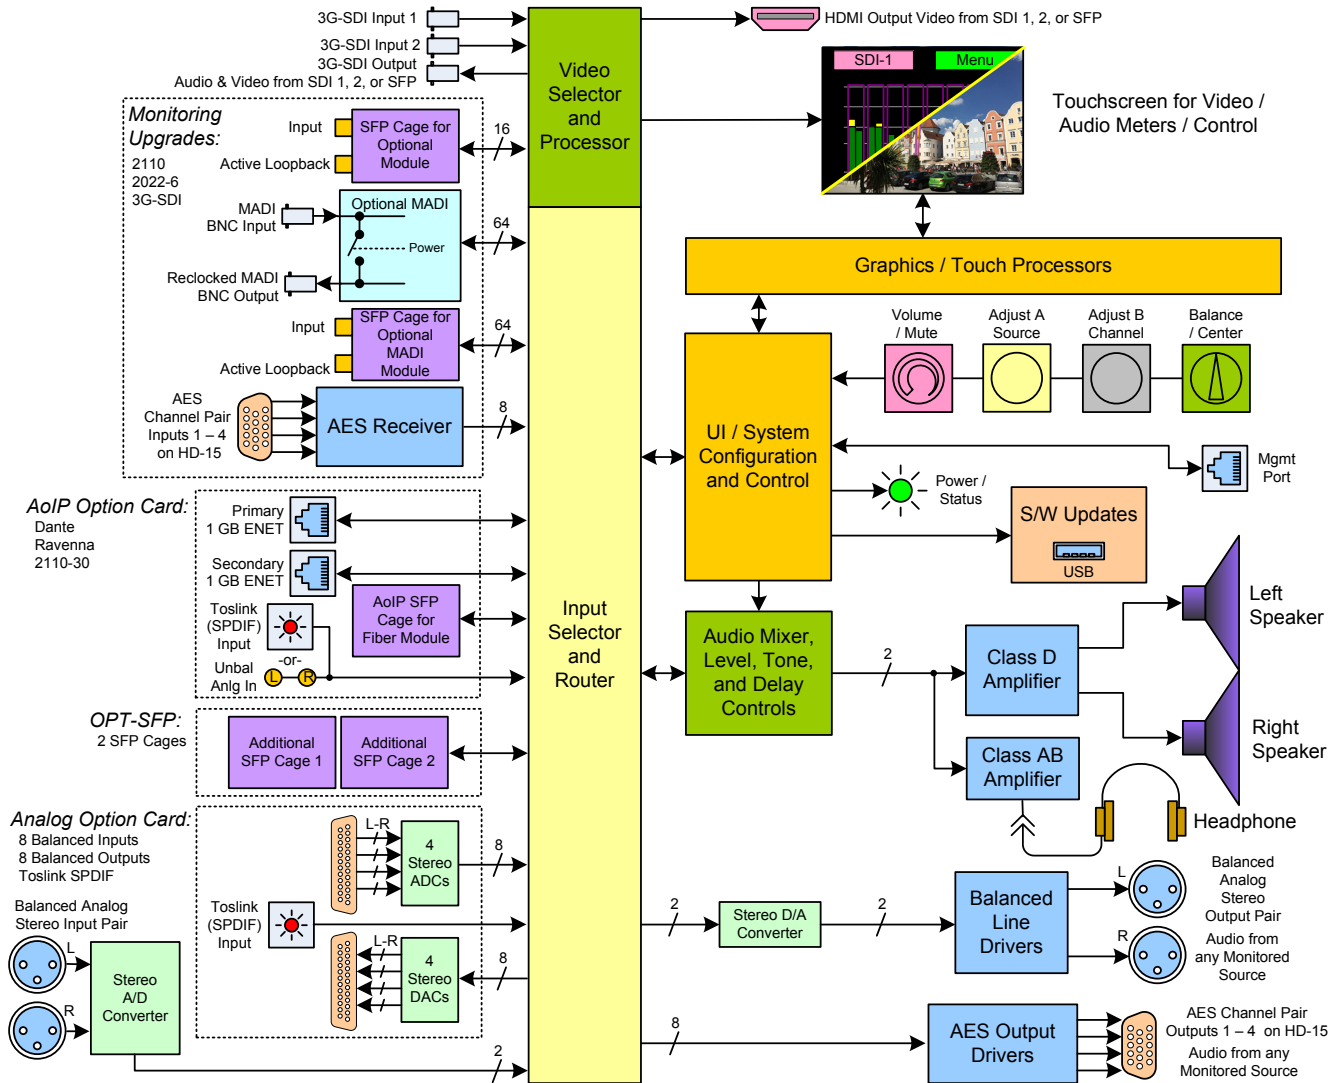 3G-SDI Input 1
3G-SDI Input 2
3G-SDI Output
Audio & Video from SDI 1, 2, or SFP
Video
Selector
and
Processor
HDMI Output Video from SDI 1, 2, or SFP
SDI-1
Menu
Touchscreen for Video /
Audio Meters / Control
Monitoring
Upgrades:
2110
2022-6
3G-SDI
Input
Active Loopback
SFP Cage for
Optional
Module
16
MADI
BNC Input
Reclocked MADI
BNC Output
Optional MADI
Power
64
Input
Active Loopback
SFP Cage for
Optional
MADI
Module
64
AES
Channel Pair
Inputs 1 – 4
on HD-15
AES Receiver
8
Graphics / Touch Processors
Volume
/ Mute
Adjust A
Source
Adjust B
Channel
Balance
/ Center
UI / System
Configuration
and Control
Mgmt
Port
Power /
Status
S/W Updates
USB
AoIP Option Card:
Dante
Ravenna
2110-30
Primary
1 GB ENET
Secondary
1 GB ENET
Toslink
(SPDIF)
Input
-or-
Unbal
Anlg In
L
R
AoIP SFP
Cage for
Fiber Module
Input
Selector
and
Router
Audio Mixer,
Level, Tone,
and Delay
Controls
2
Class D
Amplifier
Left
Speaker
Right
Speaker
Class AB
Amplifier
Headphone
OPT-SFP:
2 SFP Cages
Additional
SFP Cage 1
Additional
SFP Cage 2
Analog Option Card:
8 Balanced Inputs
8 Balanced Outputs
Toslink SPDIF
L-R
4
Stereo
ADCs
8
Toslink
(SPDIF)
Input
L-R
4
Stereo
DACs
8
Balanced Analog
Stereo Input Pair
L
R
Stereo
A/D
Converter
2
2
Stereo D/A
Converter
2
Balanced
Line
Drivers
L
R
Balanced
Analog
Stereo
Output Pair
Audio from
any Monitored
Source
8
AES Output
Drivers
AES Channel Pair
Outputs 1 – 4 on HD-15
Audio from any
Monitored Source